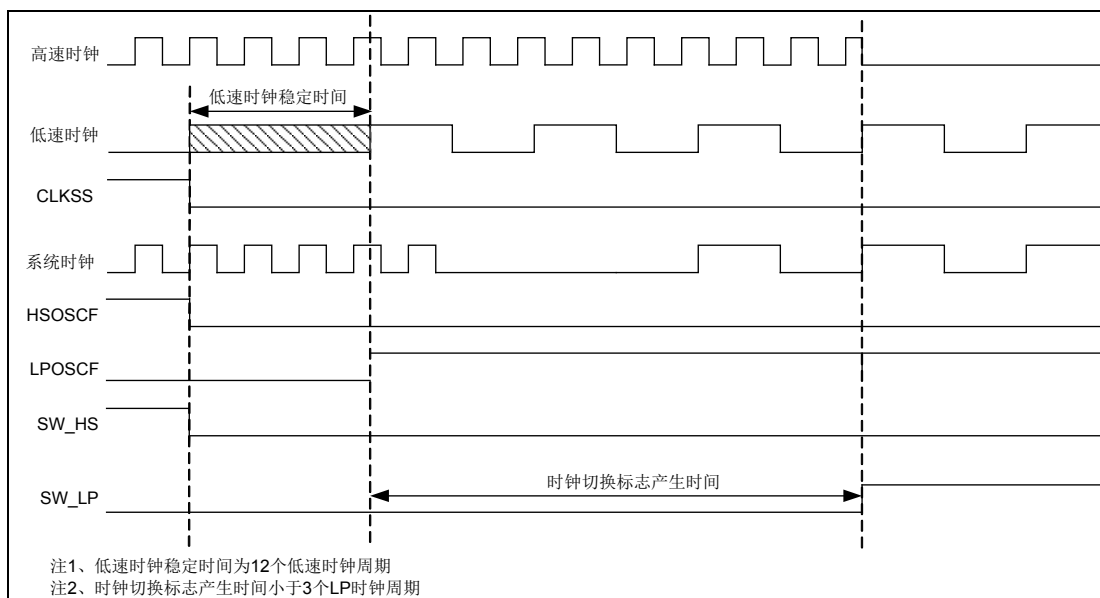 高速时钟
低速时钟稳定时间
低速时钟
CLKSS
系统时钟
HSOSCF
LPOSCF
SW_HS
时钟切换标志产生时间
SW_LP
注1、低速时钟稳定时间为12个低速时钟周期
注2、时钟切换标志产生时间小于3个LP时钟周期